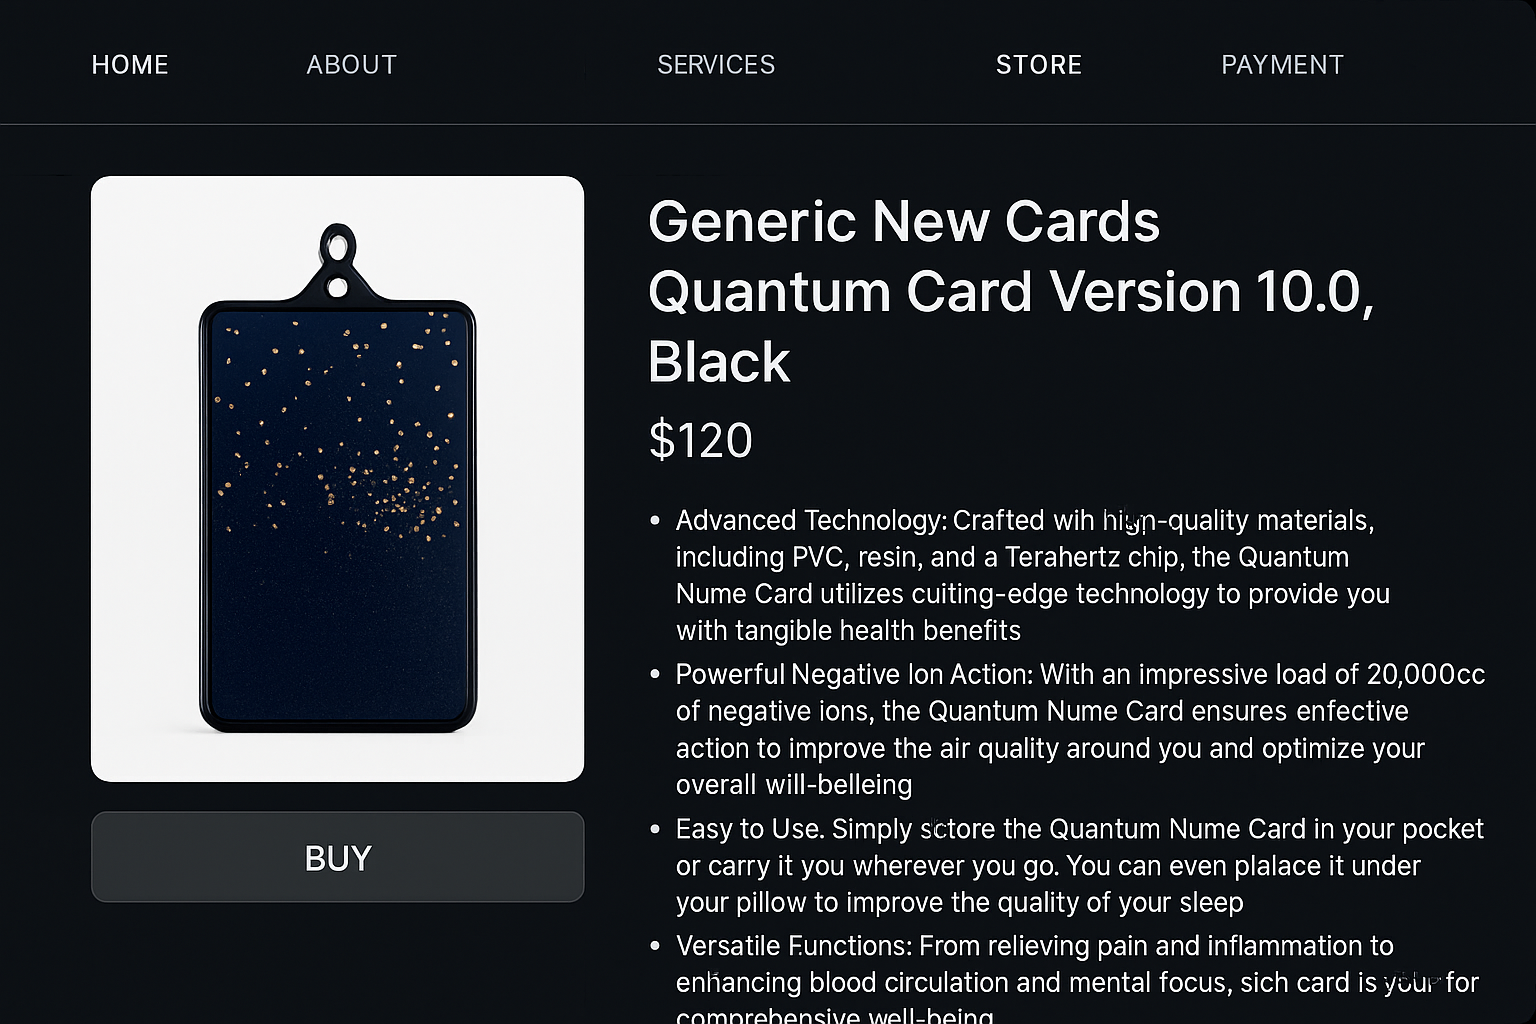 HOME ABOUT SERVICES STORE PAYMENT
Generic New Cards
Quantum Card Version 10.0,
Black
$120
• Advanced Technology: Crafted wih high-quality materials,
including PVC, resin, and a Terahertz chip, the Quantum
Nume Card utilizes cuiting-edge technology to provide you
with tangible health benefits
• Powerful Negative Ion Action: With an impressive load of 20,000cc
of negative ions, the Quantum Nume Card ensures enfective
action to improve the air quality around you and optimize your
overall will-belleing
• Easy to Use. Simply sctore the Quantum Nume Card in your pocket
or carry it you wherever you go. You can even plalace it under
your pillow to improve the quality of your sleep
• Versatile Functions: From relieving pain and inflammation to
enhancing blood circulation and mental focus, sich card is your for
comprehensive well-being
BUY